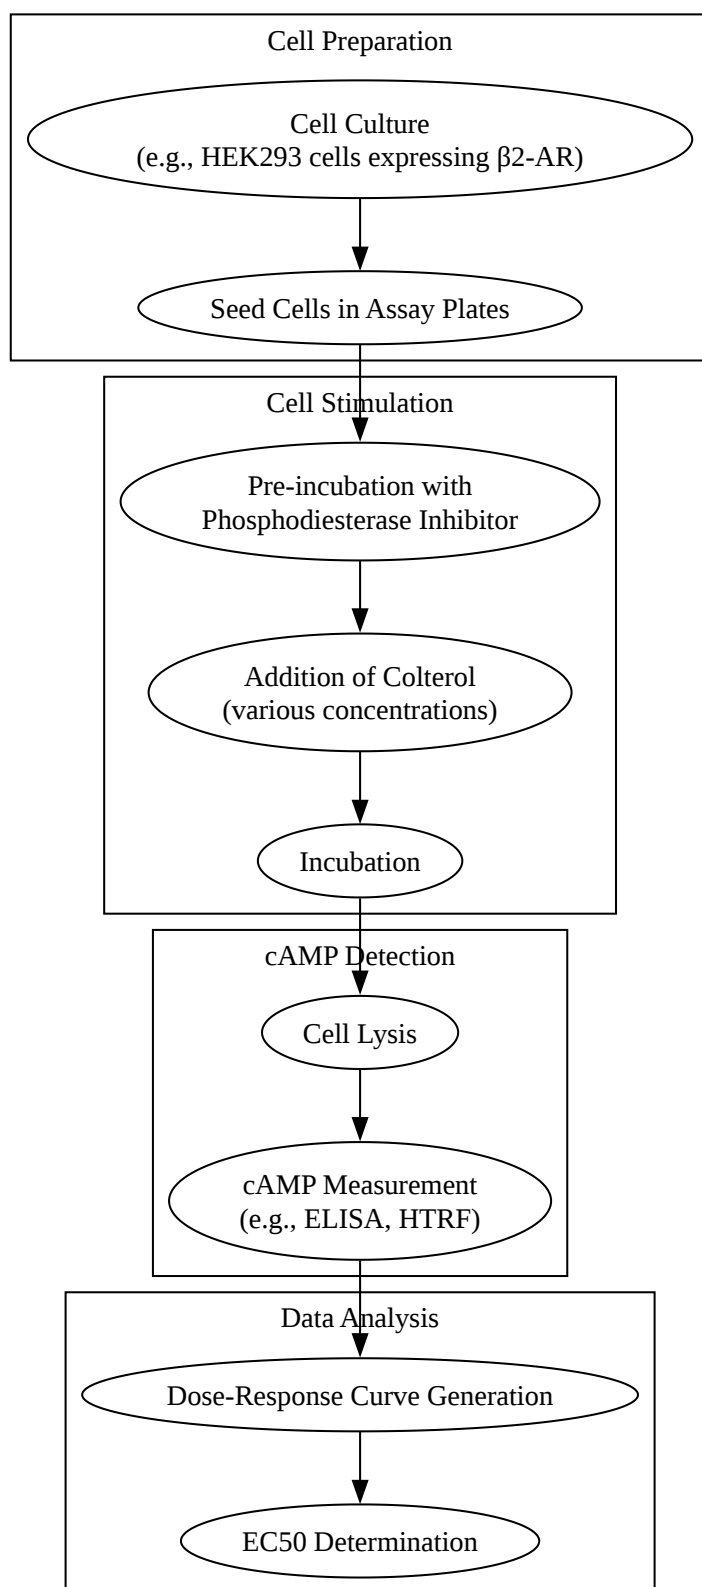 Cell Preparation
Cell Culture
(e.g., HEK293 cells expressing β2-AR)
Seed Cells in Assay Plates
Cell Stimulation
Pre-incubation with
Phosphodiesterase Inhibitor
Addition of Colterol
(various concentrations)
Incubation
cAMP Detection
Cell Lysis
cAMP Measurement
(e.g., ELISA, HTRF)
Data Analysis
Dose-Response Curve Generation
EC50 Determination